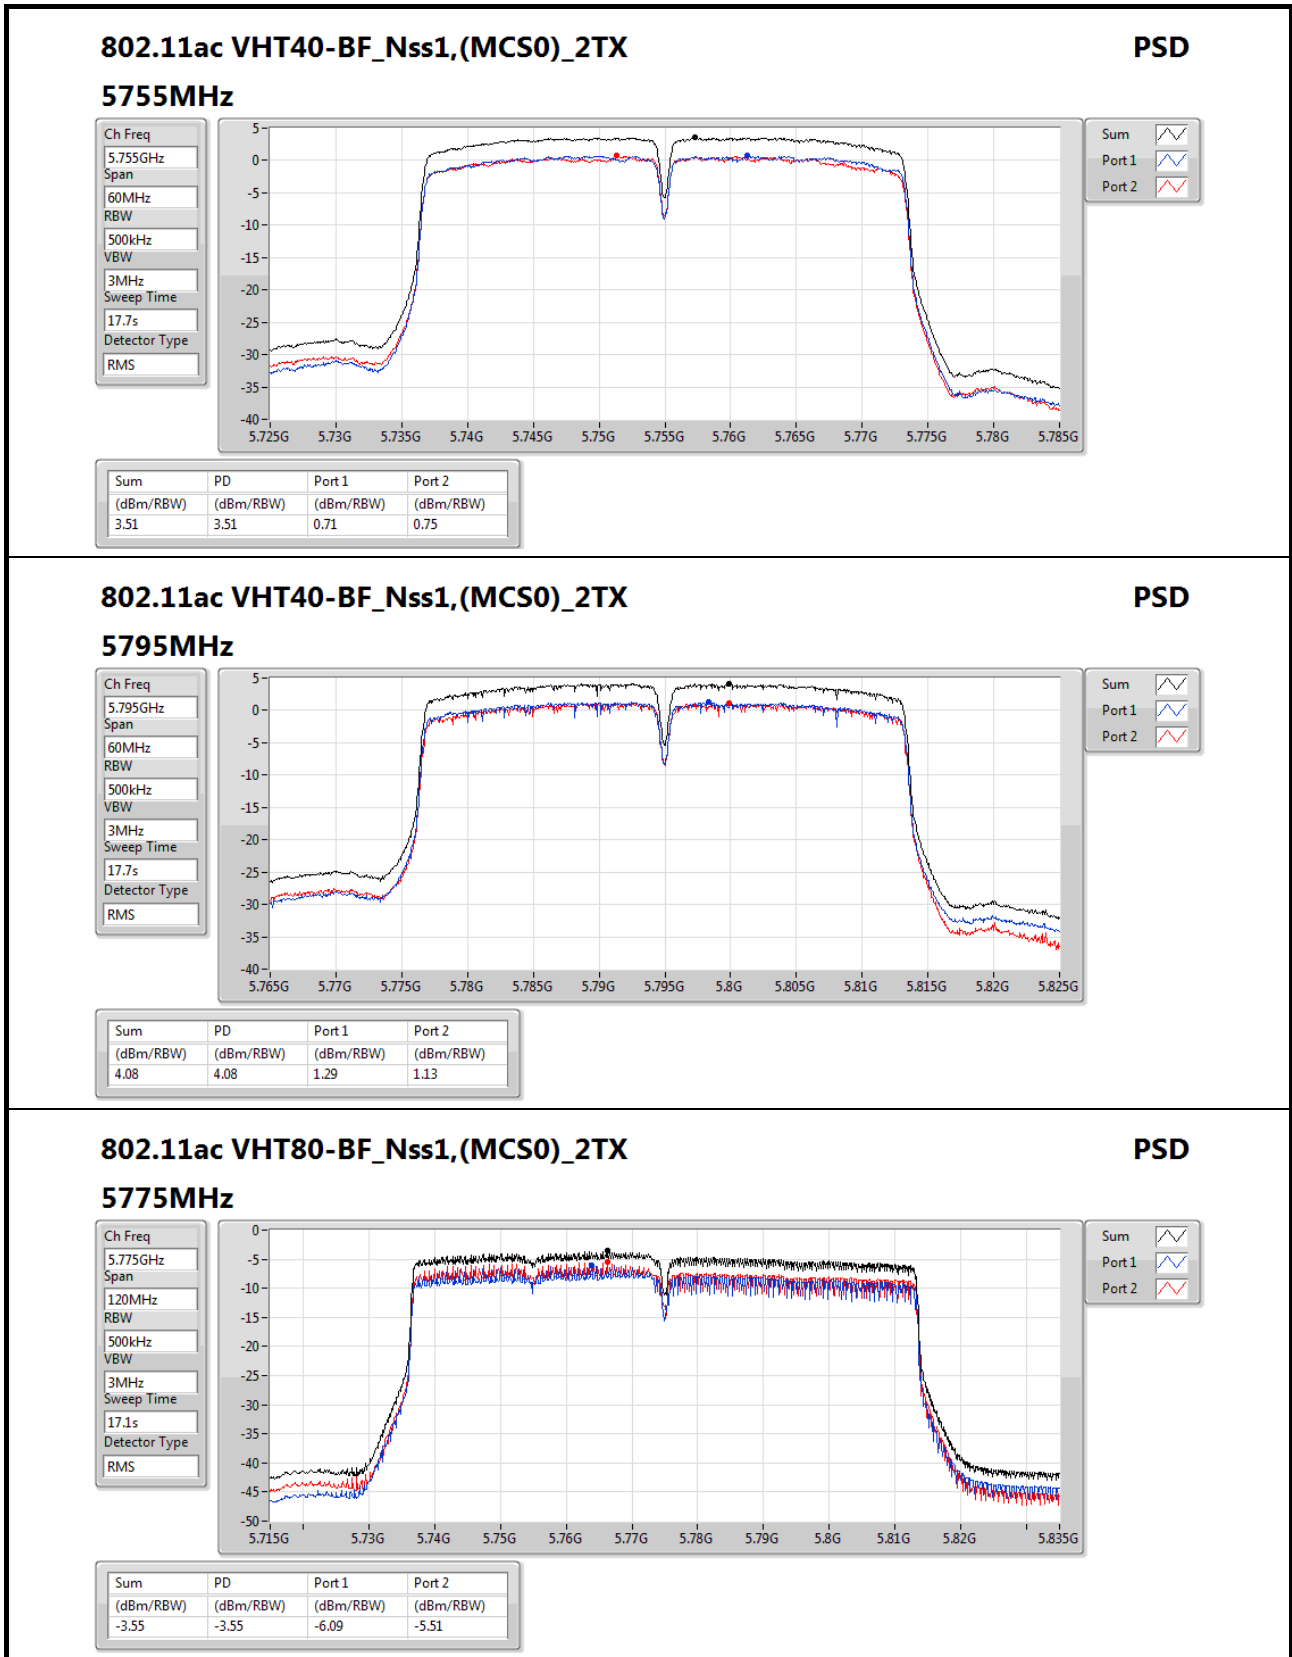 802.11ac VHT40-BF_Nss1,(MCS0)_2TX PSD
5755MHz
Ch Freq
5.755GHz
Span
60MHz
RBW
500kHz
VBW
3MHz
Sweep Time
17.7s
Detector Type
RMS
5
0
-5
-10
-15
-20
-25
-30
-35
-40
5.725G 5.73G 5.735G 5.74G 5.745G 5.75G 5.755G 5.76G 5.765G 5.77G 5.775G 5.78G 5.785G
Sum
Port 1
Port 2
Sum PD Port 1 Port 2
(dBm/RBW) (dBm/RBW) (dBm/RBW) (dBm/RBW)
3.51 3.51 0.71 0.75
802.11ac VHT40-BF_Nss1,(MCS0)_2TX PSD
5795MHz
Ch Freq
5.795GHz
Span
60MHz
RBW
500kHz
VBW
3MHz
Sweep Time
17.7s
Detector Type
RMS
5
0
-5
-10
-15
-20
-25
-30
-35
-40
5.765G 5.77G 5.775G 5.78G 5.785G 5.79G 5.795G 5.8G 5.805G 5.81G 5.815G 5.82G 5.825G
Sum
Port 1
Port 2
Sum PD Port 1 Port 2
(dBm/RBW) (dBm/RBW) (dBm/RBW) (dBm/RBW)
4.08 4.08 1.29 1.13
802.11ac VHT80-BF_Nss1,(MCS0)_2TX PSD
5775MHz
Ch Freq
5.775GHz
Span
120MHz
RBW
500kHz
VBW
3MHz
Sweep Time
17.1s
Detector Type
RMS
0
-5
-10
-15
-20
-25
-30
-35
-40
-45
-50
5.715G 5.73G 5.74G 5.75G 5.76G 5.77G 5.78G 5.79G 5.8G 5.81G 5.82G 5.835G
Sum
Port 1
Port 2
Sum PD Port 1 Port 2
(dBm/RBW) (dBm/RBW) (dBm/RBW) (dBm/RBW)
-3.55 -3.55 -6.09 -5.51